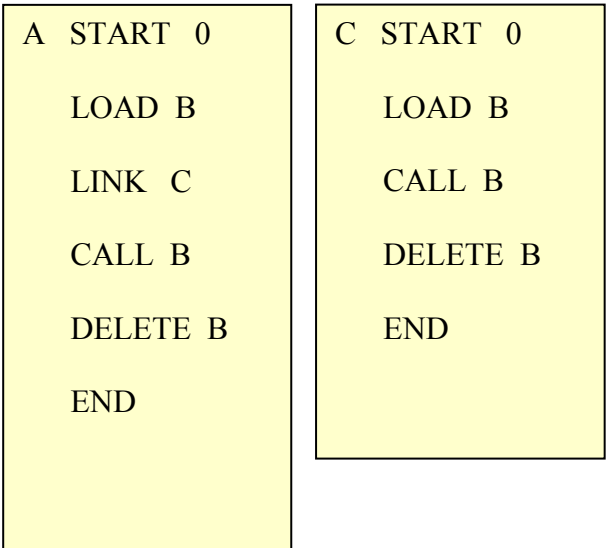 A START 0
LOAD B
LINK C
CALL B
DELETE B
END
C START 0
LOAD B
CALL B
DELETE B
END